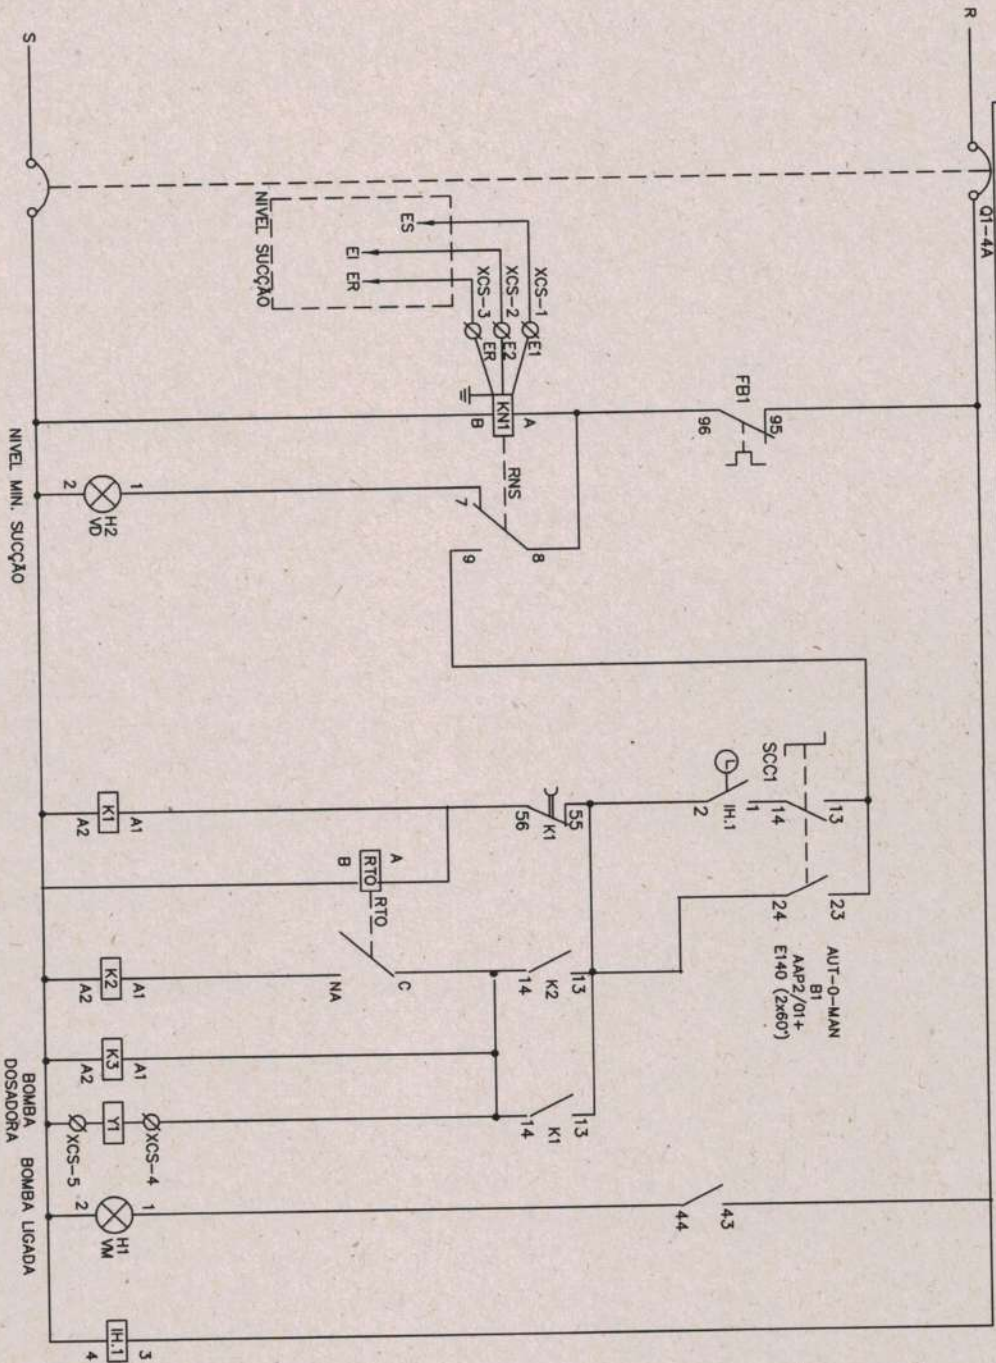 R
Q1-4A
S
FB1
95
96
XCS-1
XCS-2
XCS-3
E1
E2
ER
ES
EI
ER
NIVEL SUCÇÃO
KN1
A
B
RNS
7
8
9
1
2
H2
VD
NIVEL MIN. SUCÇÃO
SCC1
13
14
23
24
AUT-O-MAN
B1
AAP2/01+
E140 (2x60°)
IH.1
1
2
55
56
K1
K1
A1
A2
A
B
RTO
RTO
C
NA
13
14
K2
K2
A1
A2
K3
A1
A2
13
14
K1
XCS-4
Y1
XCS-5
BOMBA
DOSADORA
43
44
1
2
H1
VM
BOMBA LIGADA
IH.1
3
4